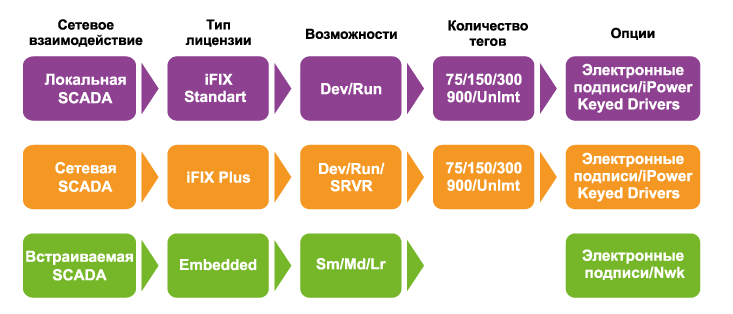 Сетевое
взаимодействие
Тип
лицензии
Возможности
Количество
тегов
Опции
Локальная
SCADA
iFIX
Standart
Dev/Run
75/150/300
900/Unlmt
Электронные
подписи/iPower
Keyed Drivers
Сетевая
SCADA
iFIX Plus
Dev/Run/
SRVR
75/150/300
900/Unlmt
Электронные
подписи/iPower
Keyed Drivers
Встраиваемая
SCADA
Embedded
Sm/Md/Lr
Электронные
подписи/Nwk